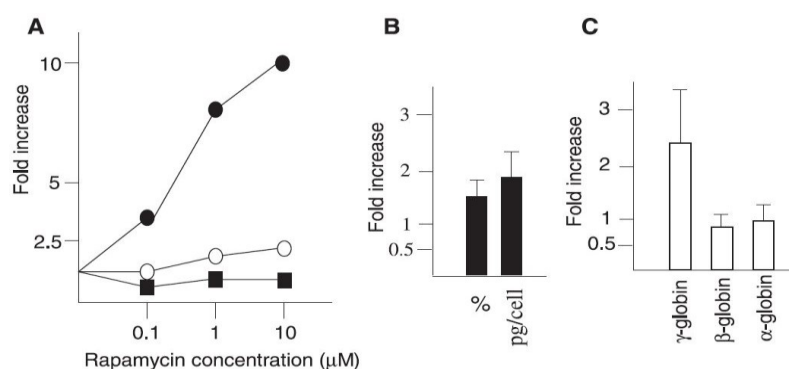 A
Fold increase
10
5
2.5
0.1
1
10
Rapamycin concentration (μM)
B
Fold increase
3
2
1
0.5
%
pg/cell
C
Fold increase
3
2
1
0.5
γ-globin
β-globin
α-globin